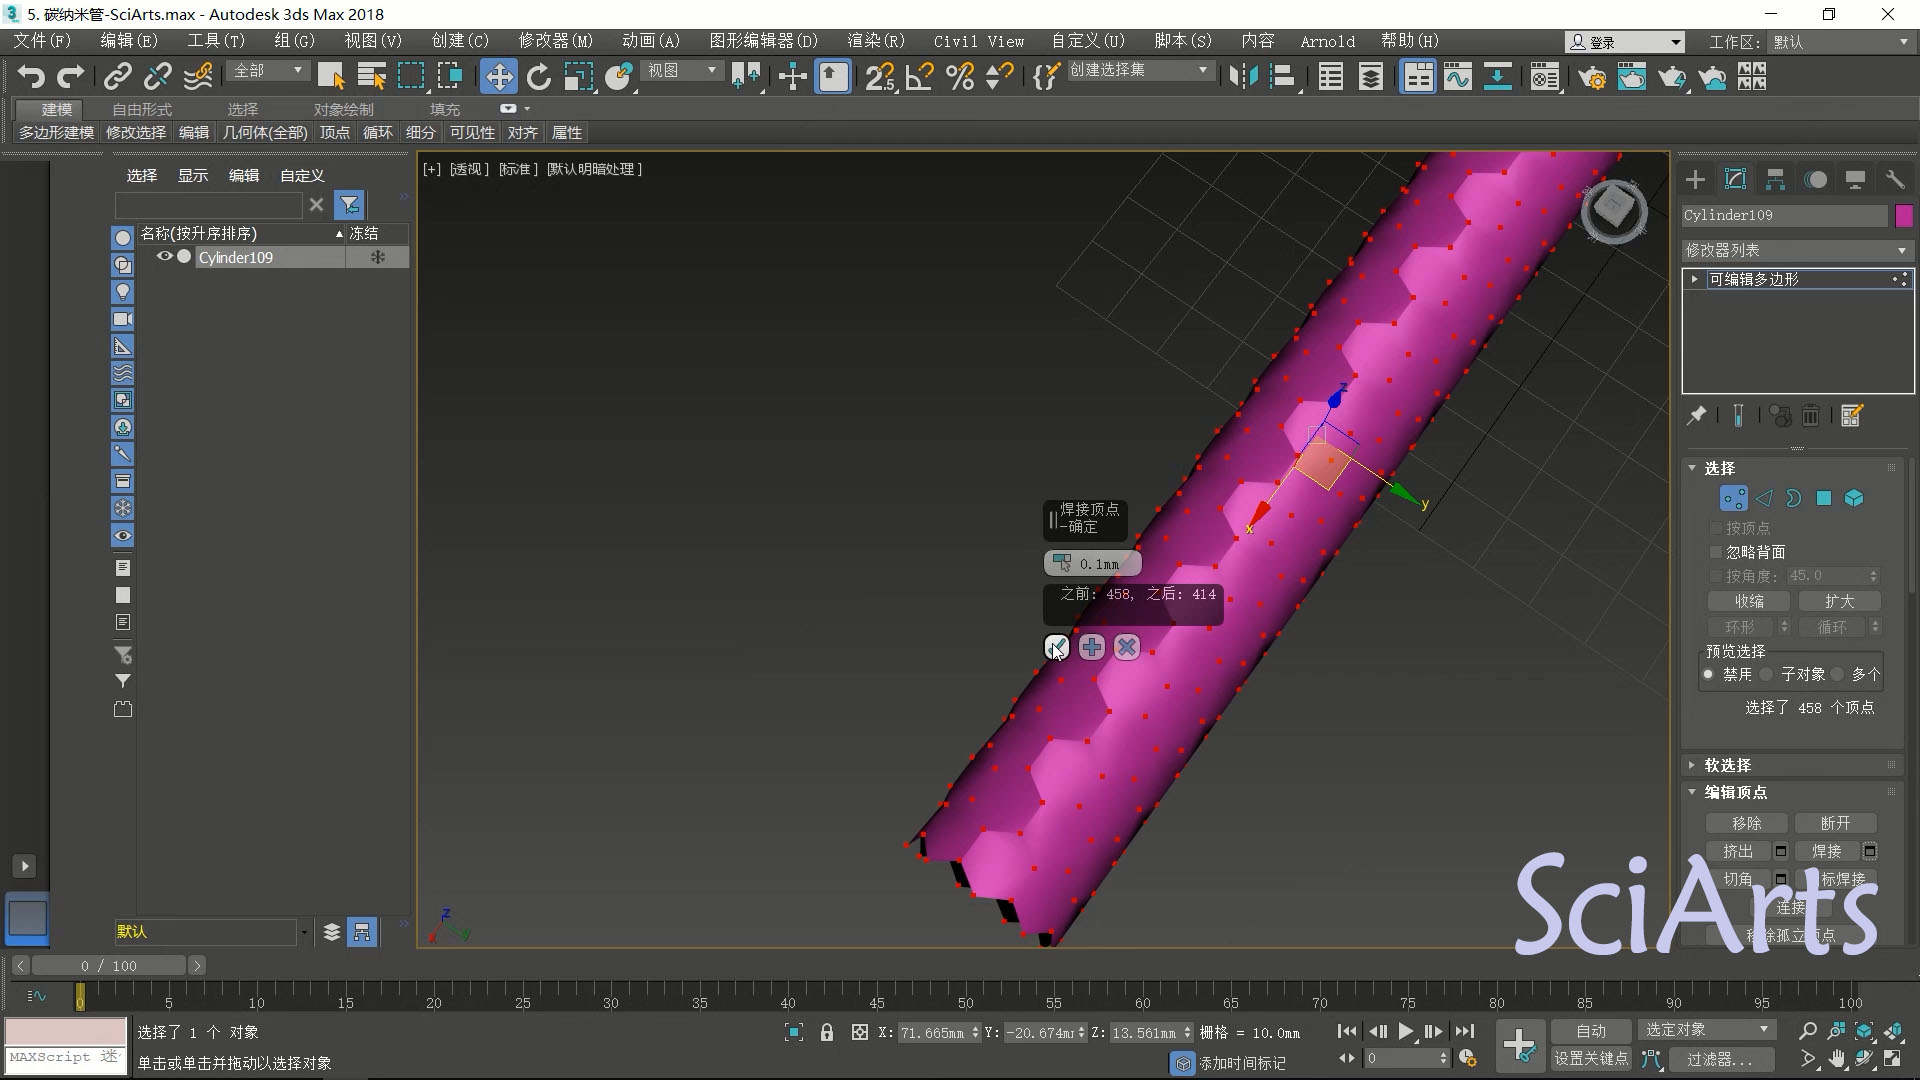 5. 碳纳米管-SciArts.max - Autodesk 3ds Max 2018
文件(F) 编辑(E) 工具(T) 组(G) 视图(V) 创建(C) 修改器(M) 动画(A) 图形编辑器(D) 渲染(R) Civil View 自定义(U) 脚本(S) 内容 Arnold 帮助(H) 登录 工作区: 默认
全部 视图 2.5 创建选择集
建模 自由形式 选择 对象绘制 填充
多边形建模 修改选择 编辑 几何体(全部) 顶点 循环 细分 可见性 对齐 属性
选择 显示 编辑 自定义
名称(按升序排序) 冻结
Cylinder109
默认
[+] [透视] [标准] [默认明暗处理]
z
y
x
焊接顶点
-确定
0.1mm
之前: 458, 之后: 414
Cylinder109
修改器列表
可编辑多边形
选择
按顶点
忽略背面
按角度: 45.0
收缩 扩大
环形 循环
预览选择
禁用 子对象 多个
选择了 458 个顶点
软选择
编辑顶点
移除 断开
挤出 焊接
切角 标焊接
连接
移除孤立顶点
SciArts
z
0 / 100
0 5 10 15 20 25 30 35 40 45 50 55 60 65 70 75 80 85 90 95 100
选择了 1 个 对象
X: 71.665mm Y: -20.674m Z: 13.561mm 栅格 = 10.0mm
自动 选定对象
MAXScript 迷
单击或单击并拖动以选择对象
添加时间标记
0
设置关键点 过滤器...